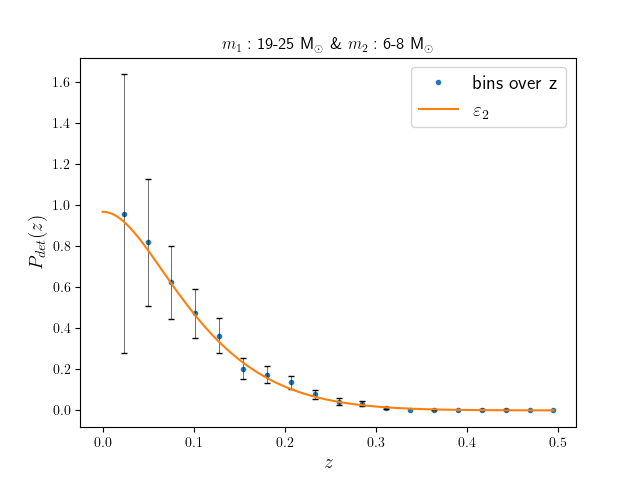 m₁ : 19-25 M☉ & m₂ : 6-8 M☉
bins over z
ε₂
P_det(z)
1.6
1.4
1.2
1.0
0.8
0.6
0.4
0.2
0.0
0.0 0.1 0.2 0.3 0.4 0.5
z